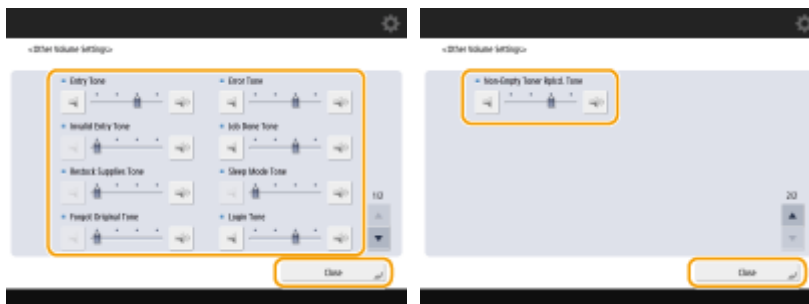 <Other Volume Settings>
Entry Tone
Error Tone
Invalid Entry Tone
Job Done Tone
Restock Supplies Tone
Sleep Mode Tone
Forgot Original Tone
Login Tone
1/2
Close
<Other Volume Settings>
Non-Empty Toner Rplcd. Tone
2/2
Close